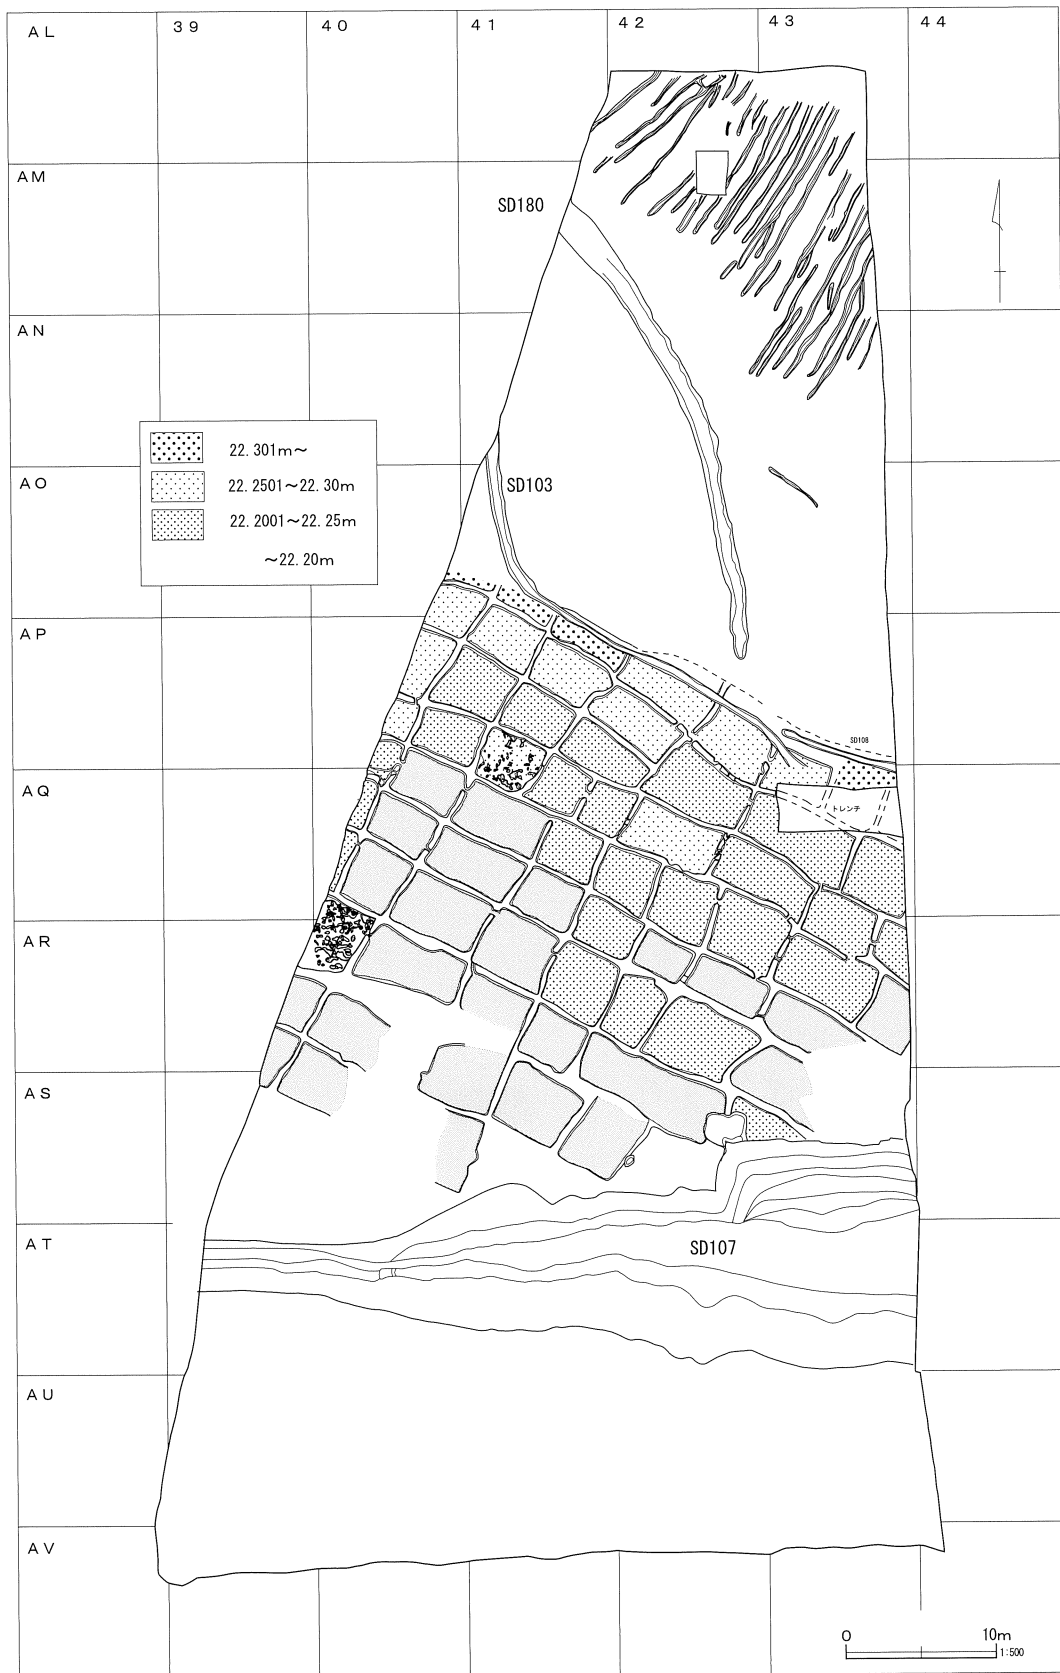 AL
39
40
41
42
43
44
AM
SD180
AN
22.301m～
22.2501～22.30m
22.2001～22.25m
～22.20m
AO
SD103
AP
SD108
AQ
トレンチ
AR
AS
AT
SD107
AU
AV
0 10m
1:500